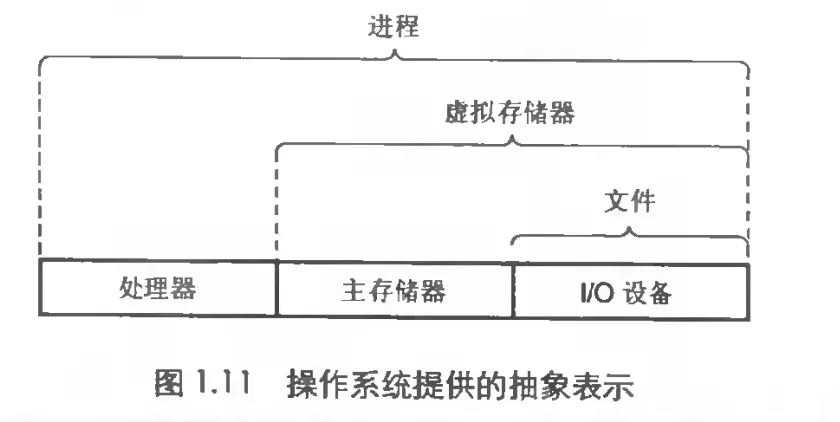 进程
虚拟存储器
文件
处理器 主存储器 I/O 设备
图 1.11 操作系统提供的抽象表示